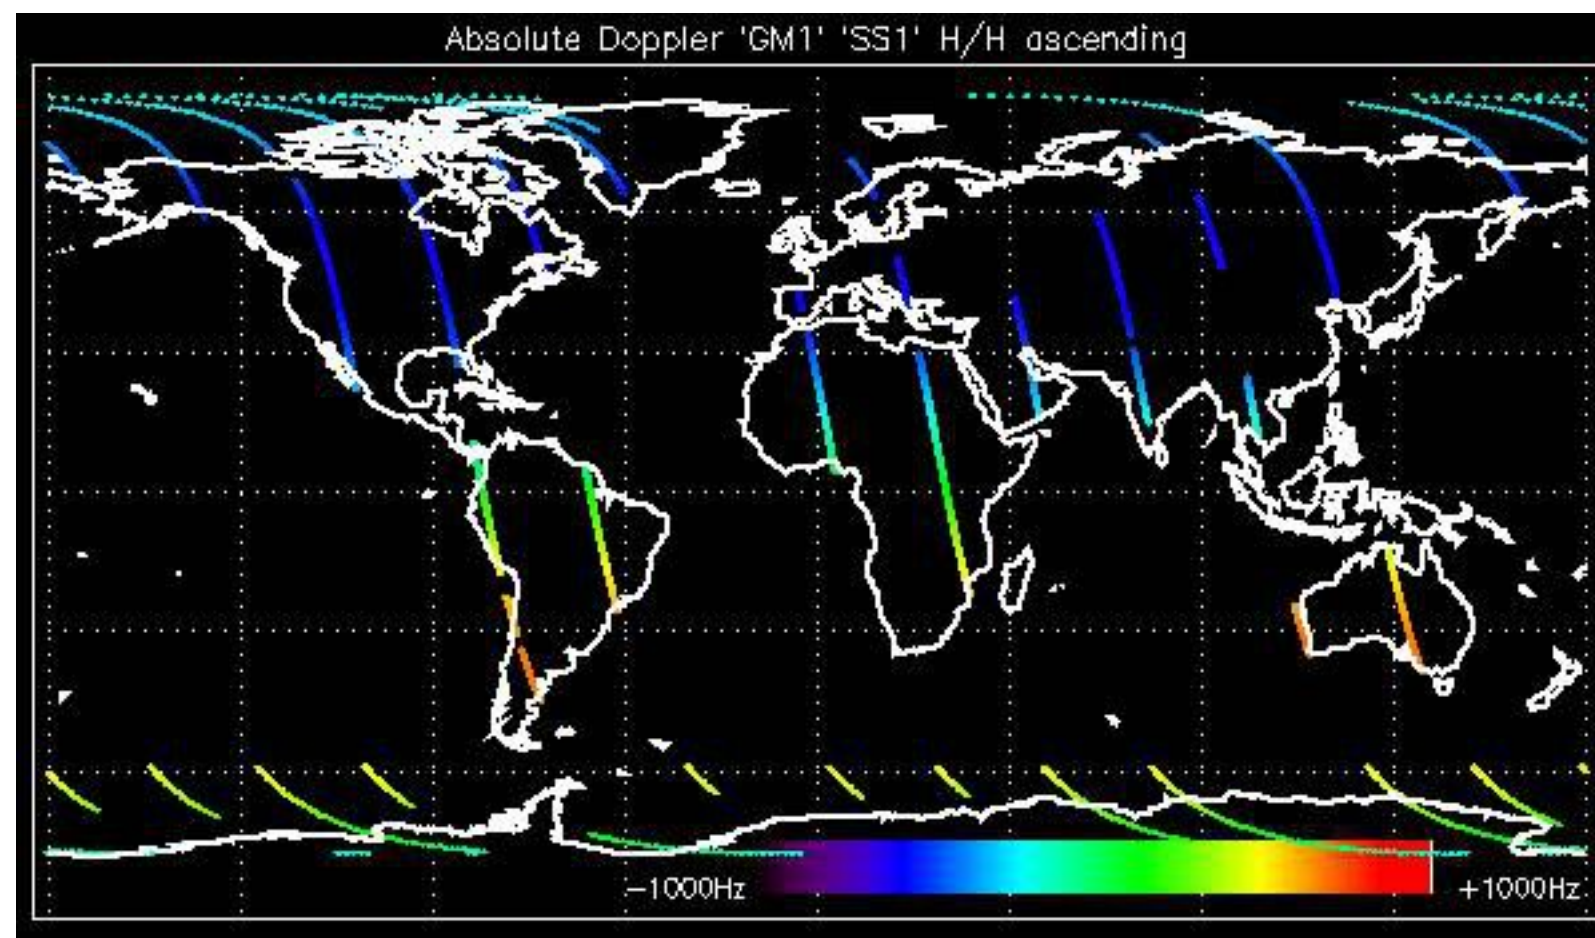 Absolute Doppler 'GM1' 'SS1' H/H ascending
−1000Hz
+1000Hz